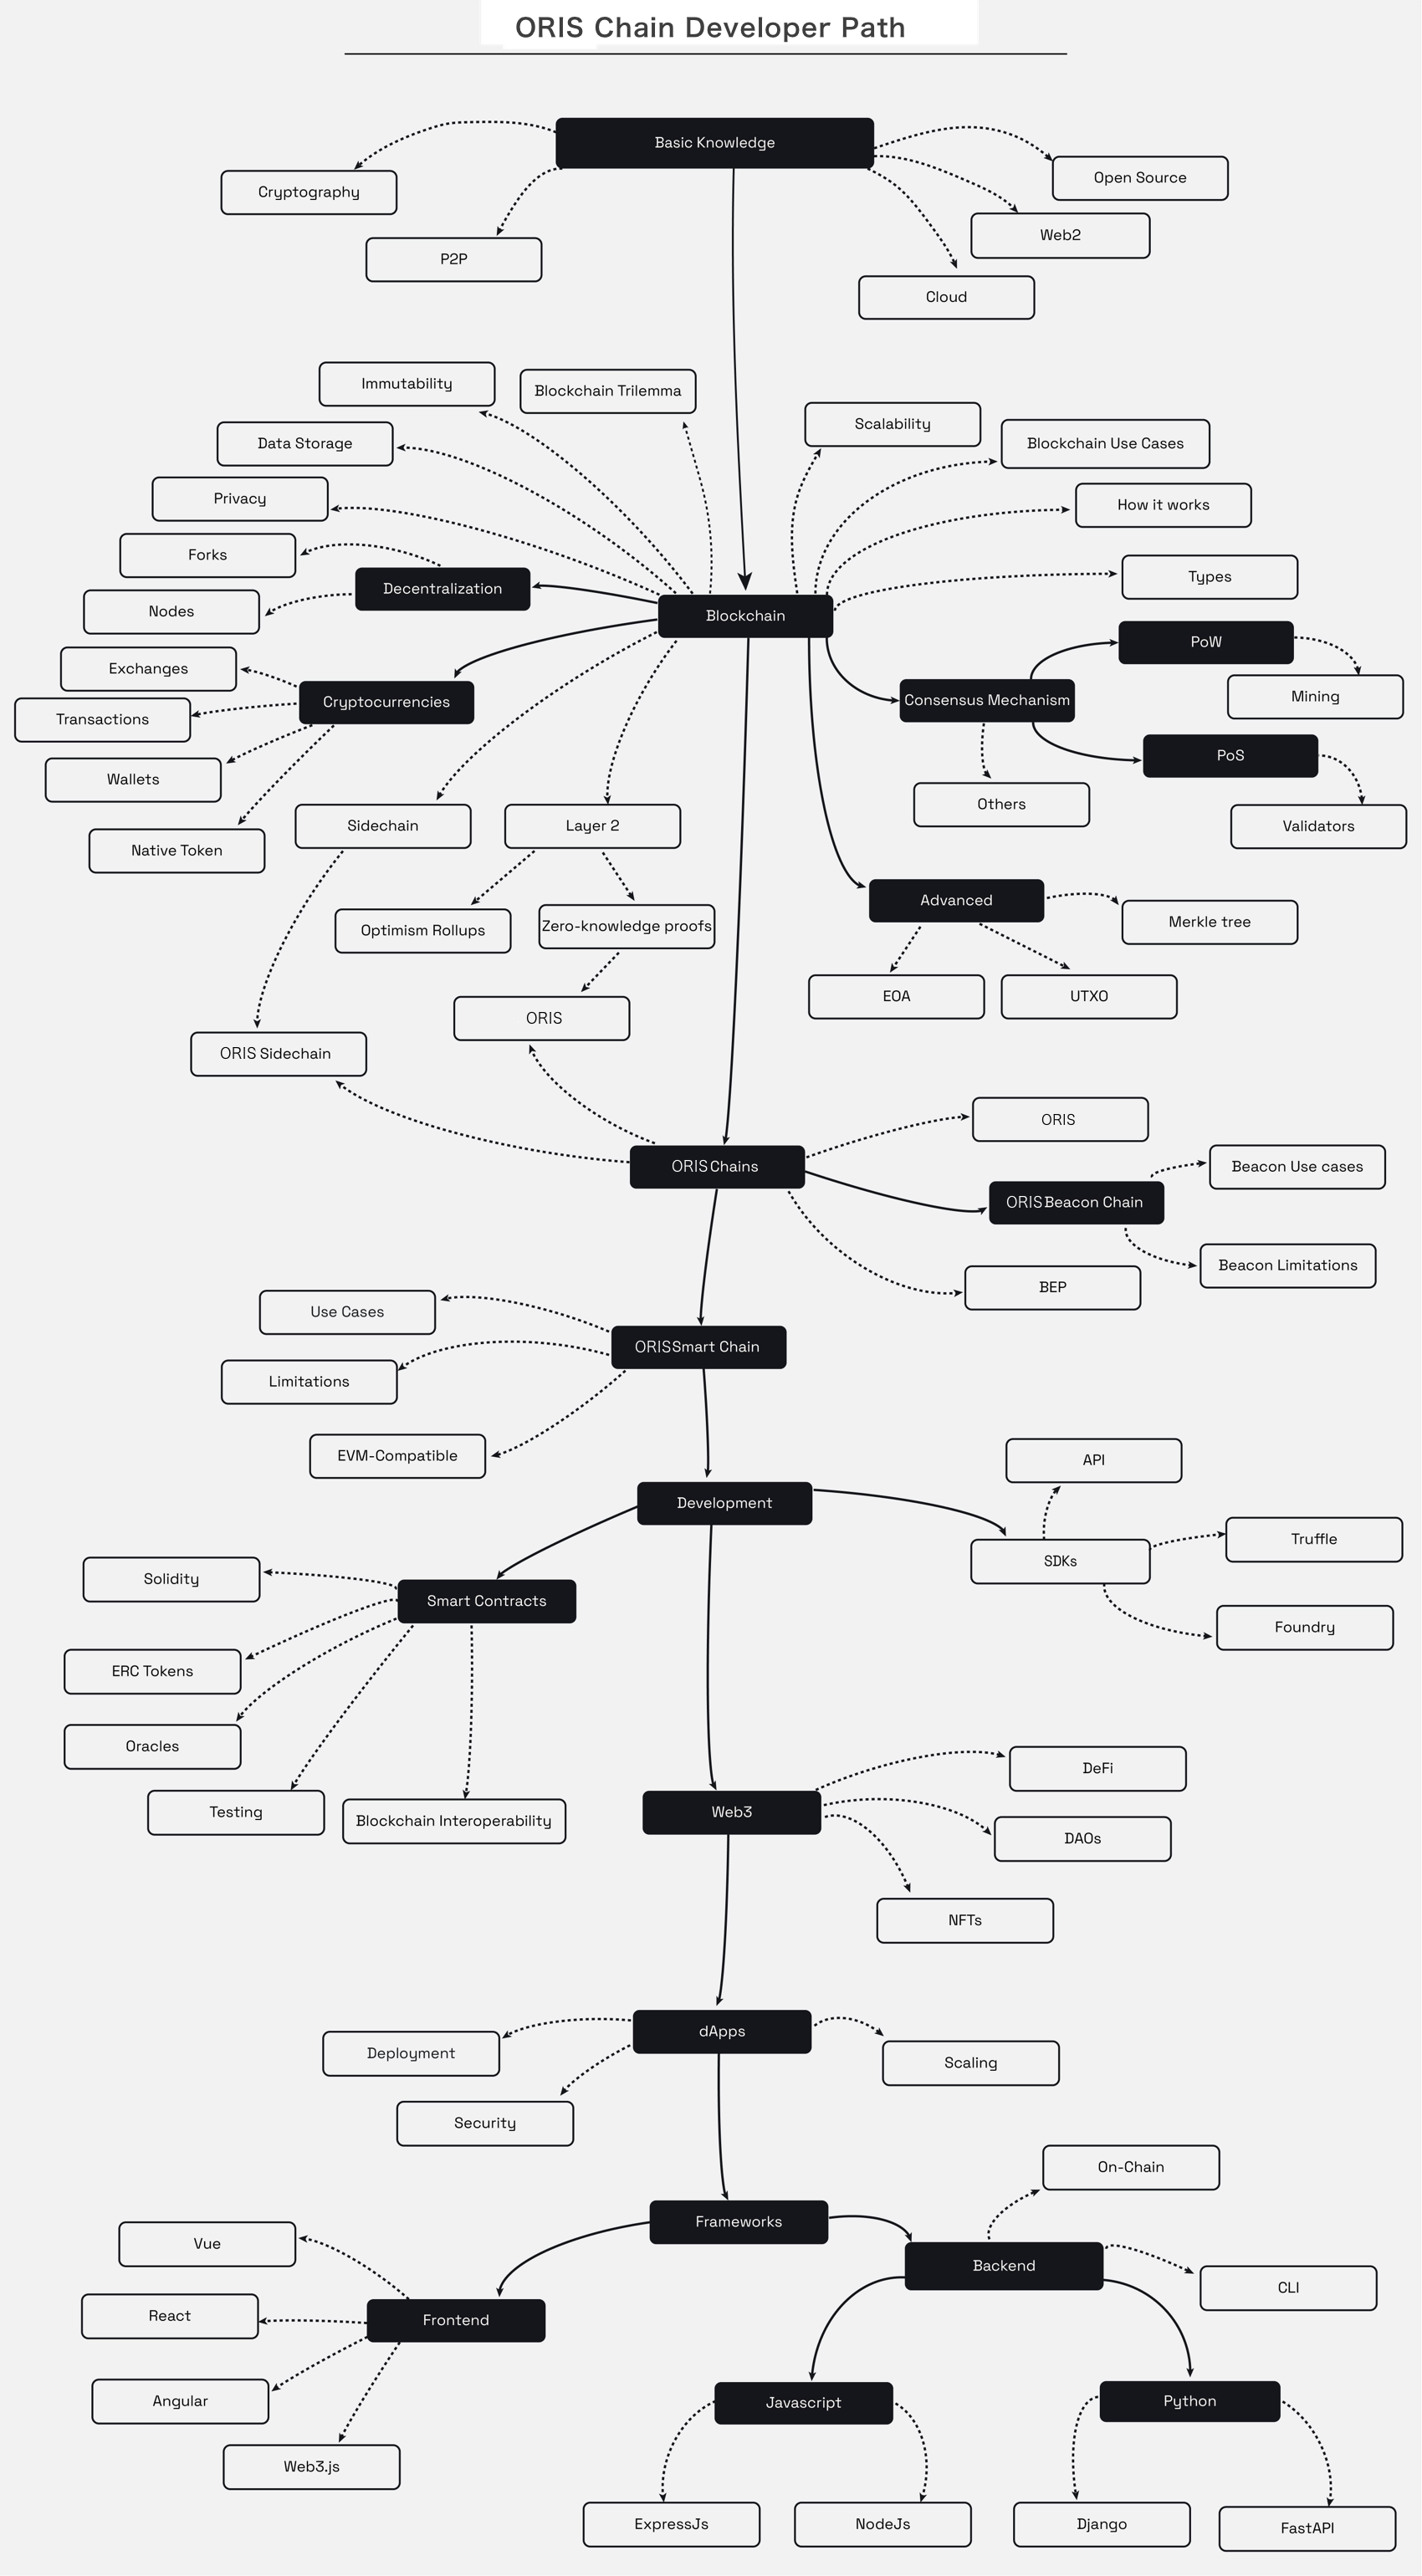 ORIS Chain Developer Path
Basic Knowledge
Cryptography
P2P
Open Source
Web2
Cloud
Immutability
Blockchain Trilemma
Data Storage
Privacy
Forks
Decentralization
Nodes
Exchanges
Cryptocurrencies
Transactions
Wallets
Native Token
Scalability
Blockchain Use Cases
How it works
Types
Blockchain
PoW
Consensus Mechanism
Mining
PoS
Others
Validators
Sidechain
Layer 2
Optimism Rollups
Zero-knowledge proofs
Advanced
Merkle tree
EOA
UTXO
ORIS
ORIS Sidechain
ORIS
ORIS Chains
Beacon Use cases
ORIS Beacon Chain
Beacon Limitations
BEP
Use Cases
ORIS Smart Chain
Limitations
EVM-Compatible
API
Development
Truffle
SDKs
Solidity
Smart Contracts
Foundry
ERC Tokens
Oracles
Testing
Blockchain Interoperability
DeFi
Web3
DAOs
NFTs
dApps
Deployment
Scaling
Security
On-Chain
Frameworks
Vue
Backend
CLI
React
Frontend
Angular
Javascript
Python
Web3.js
ExpressJs
NodeJs
Django
FastAPI